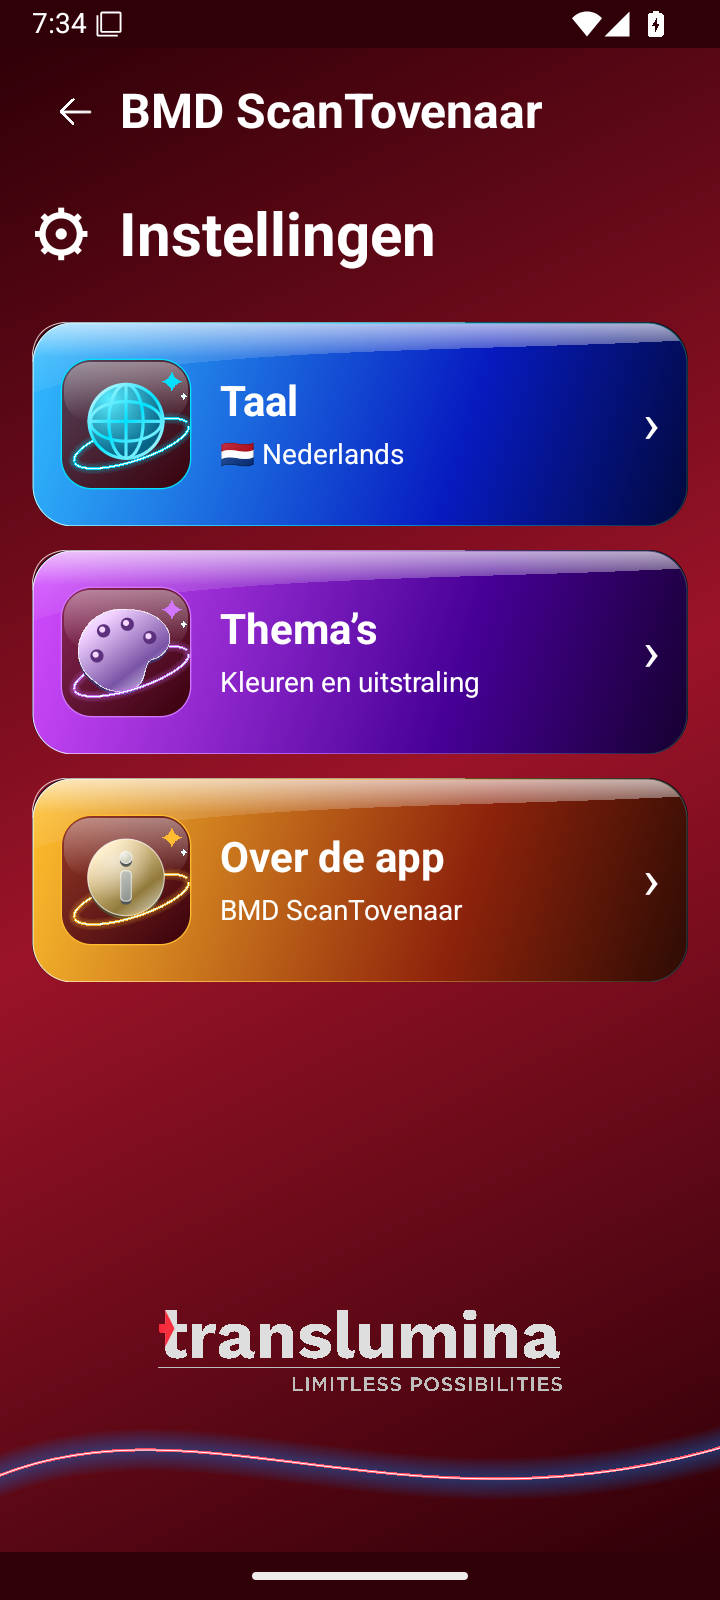 7:34
BMD ScanTovenaar
Instellingen
Taal
Nederlands
Thema’s
Kleuren en uitstraling
Over de app
BMD ScanTovenaar
translumina
LIMITLESS POSSIBILITIES